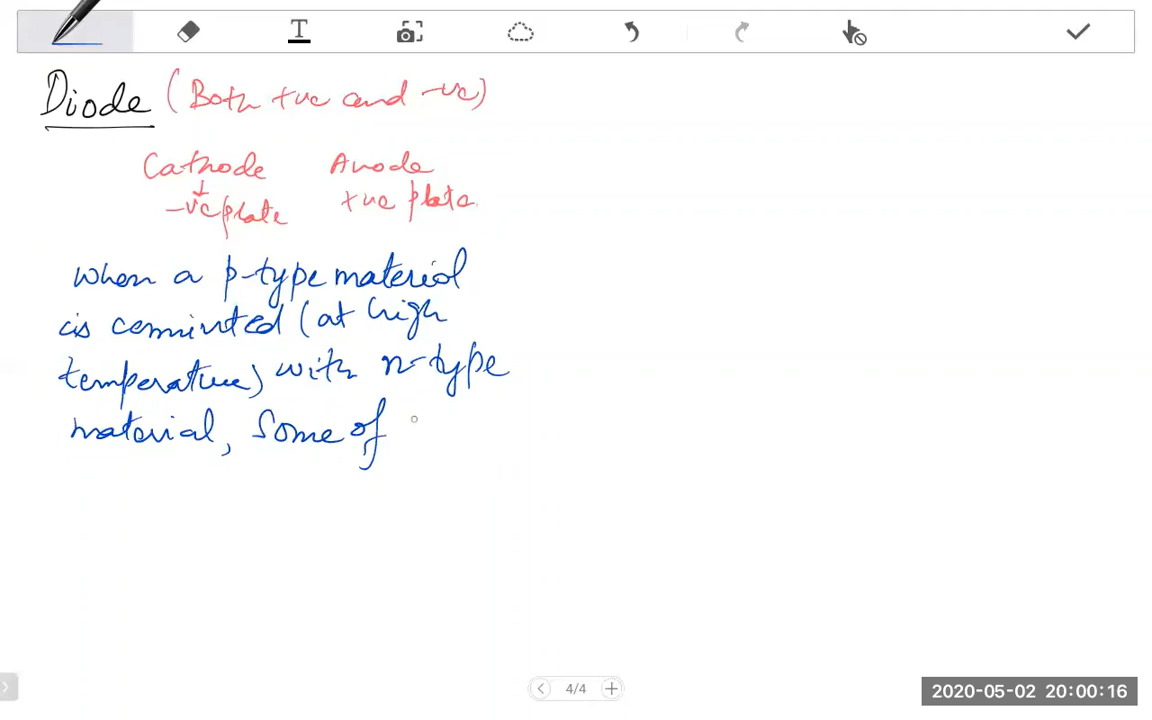 T
Diode (Both +ve and -ve)
Cathode Anode
-ve plate +ve plate.
when a p-type material
is ceminted (at high
temperature) with n-type
material, Some of
4/4
2020-05-02 20:00:16